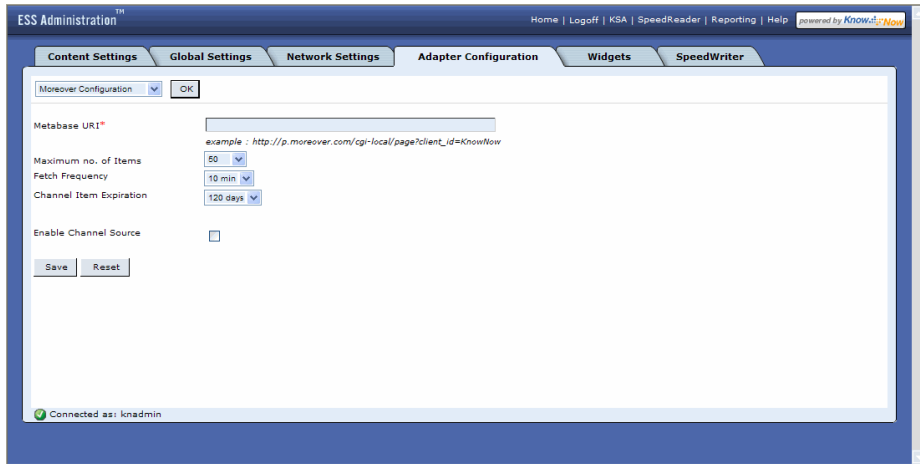 ESS Administration™
Home | Logoff | KSA | SpeedReader | Reporting | Help powered by KnowNow
Content Settings Global Settings Network Settings Adapter Configuration Widgets SpeedWriter
Moreover Configuration OK
Metabase URI*
example : http://p.moreover.com/cgi-local/page?client_id=KnowNow
Maximum no. of Items 50
Fetch Frequency 10 min
Channel Item Expiration 120 days
Enable Channel Source
Save Reset
Connected as: knadmin